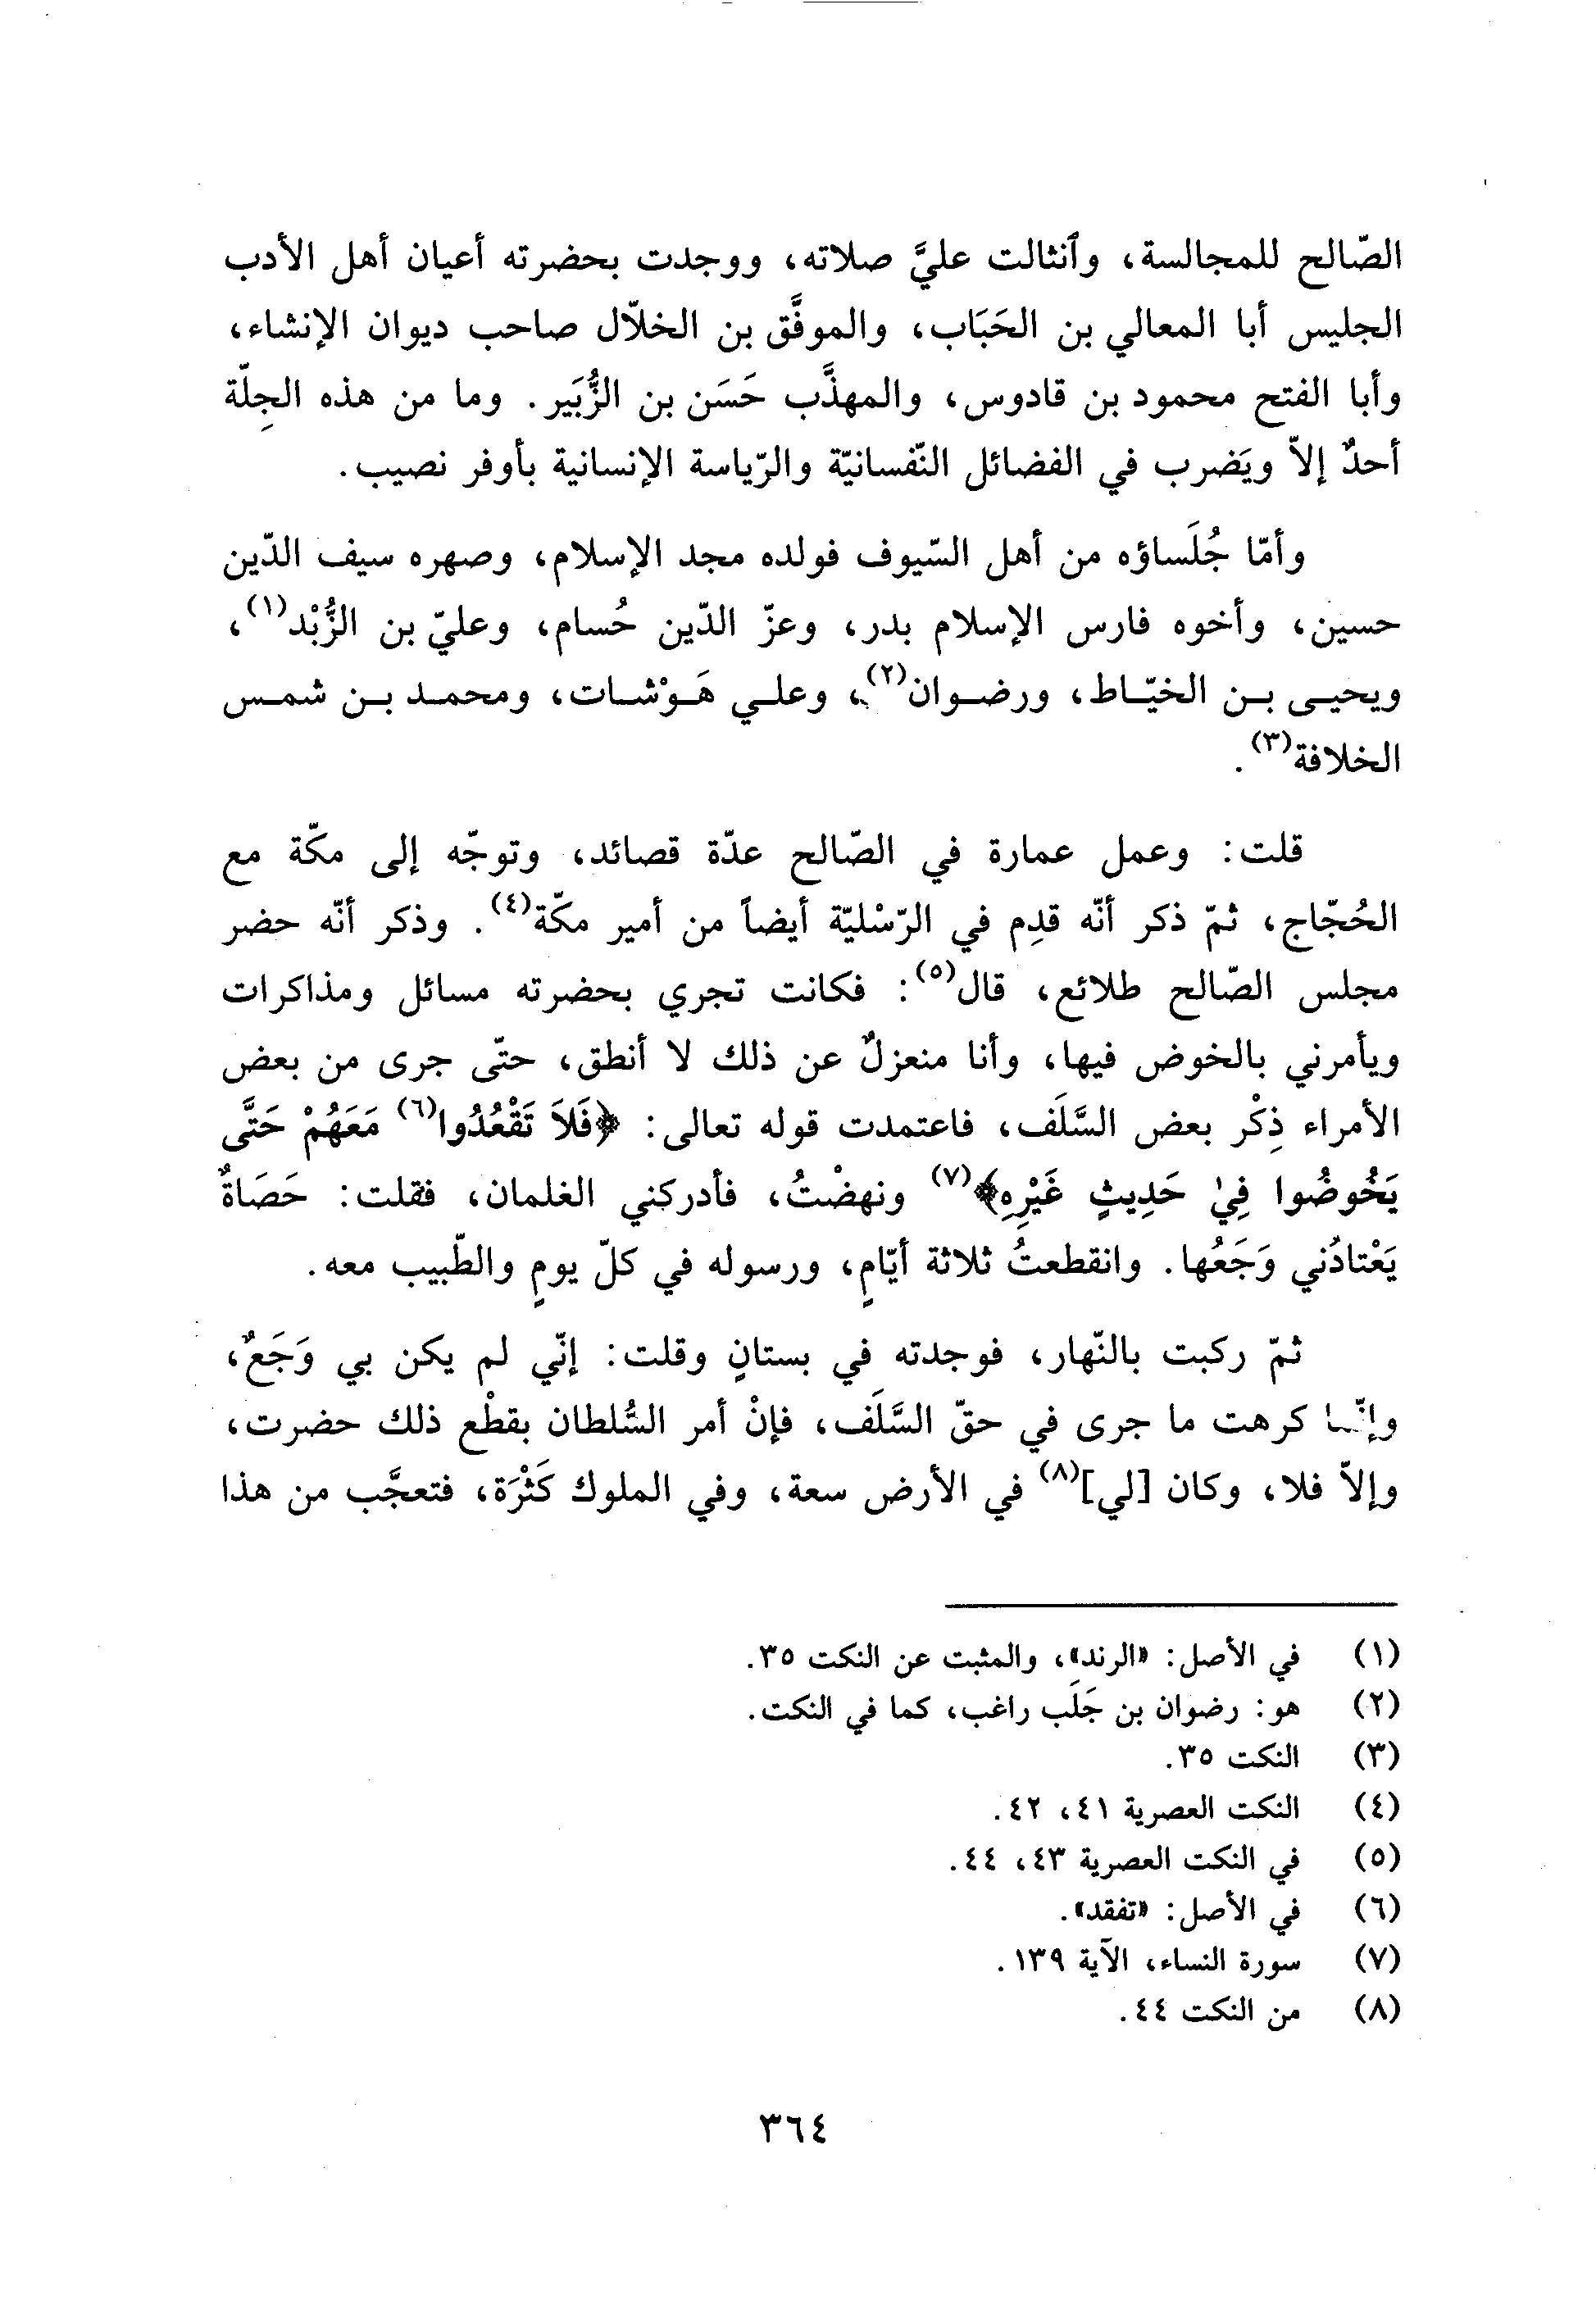 الصّالح للمجالسة، وٱنثالت عليَّ صلاته، ووجدت بحضرته أعيان أهل الأدب
الجليس أبا المعالي بن الحَبَاب، والموفَّق بن الخلاّل صاحب ديوان الإنشاء،
وأبا الفتح محمود بن قادوس، والمهذَّب حَسَن بن الزُّبَير. وما من هذه الجِلّة
أحدٌ إلاّ ويَضرب في الفضائل النّفسانيّة والرّياسة الإنسانية بأوفر نصيب.
وأمّا جُلَساؤه من أهل السّيوف فولده مجد الإسلام، وصهره سيف الدّين
حسين، وأخوه فارس الإسلام بدر، وعزّ الدّين حُسام، وعليّ بن الزُّبْد(١)،
ويحيى بن الخيّاط، ورضوان(٢)، وعلي هَوْشات، ومحمد بن شمس
الخلافة(٣).
قلت: وعمل عمارة في الصّالح عدّة قصائد، وتوجّه إلى مكّة مع
الحُجّاج، ثمّ ذكر أنّه قدِم في الرّسْليّة أيضاً من أمير مكّة(٤). وذكر أنّه حضر
مجلس الصّالح طلائع، قال(٥): فكانت تجري بحضرته مسائل ومذاكرات
ويأمرني بالخوض فيها، وأنا منعزلٌ عن ذلك لا أنطق، حتّى جرى من بعض
الأمراء ذِكْر بعض السَّلَف، فاعتمدت قوله تعالى: ﴿فَلاَ تَقْعُدُوا(٦) مَعَهُمْ حَتَّى
يَخُوضُوا فِيْ حَدِيثٍ غَيْرِهِ﴾(٧) ونهضْتُ، فأدركني الغلمان، فقلت: حَصَاةٌ
يَعْتادُني وَجَعُها. وانقطعتُ ثلاثة أيّامٍ، ورسوله في كلّ يومٍ والطّبيب معه.
ثمّ ركبت بالنّهار، فوجدته في بستانٍ وقلت: إنّي لم يكن بي وَجَعٌ،
وإنّما كرهت ما جرى في حقّ السَّلَف، فإنْ أمر السُّلطان بقطْع ذلك حضرت،
وإلاّ فلا، وكان [لي](٨) في الأرض سعة، وفي الملوك كَثْرَة، فتعجَّب من هذا
(١) في الأصل: «الرند»، والمثبت عن النكت ٣٥.
(٢) هو: رضوان بن جَلَب راغب، كما في النكت.
(٣) النكت ٣٥.
(٤) النكت العصرية ٤١، ٤٢.
(٥) في النكت العصرية ٤٣، ٤٤.
(٦) في الأصل: «تفقد».
(٧) سورة النساء، الآية ١٣٩.
(٨) من النكت ٤٤.
٣٦٤